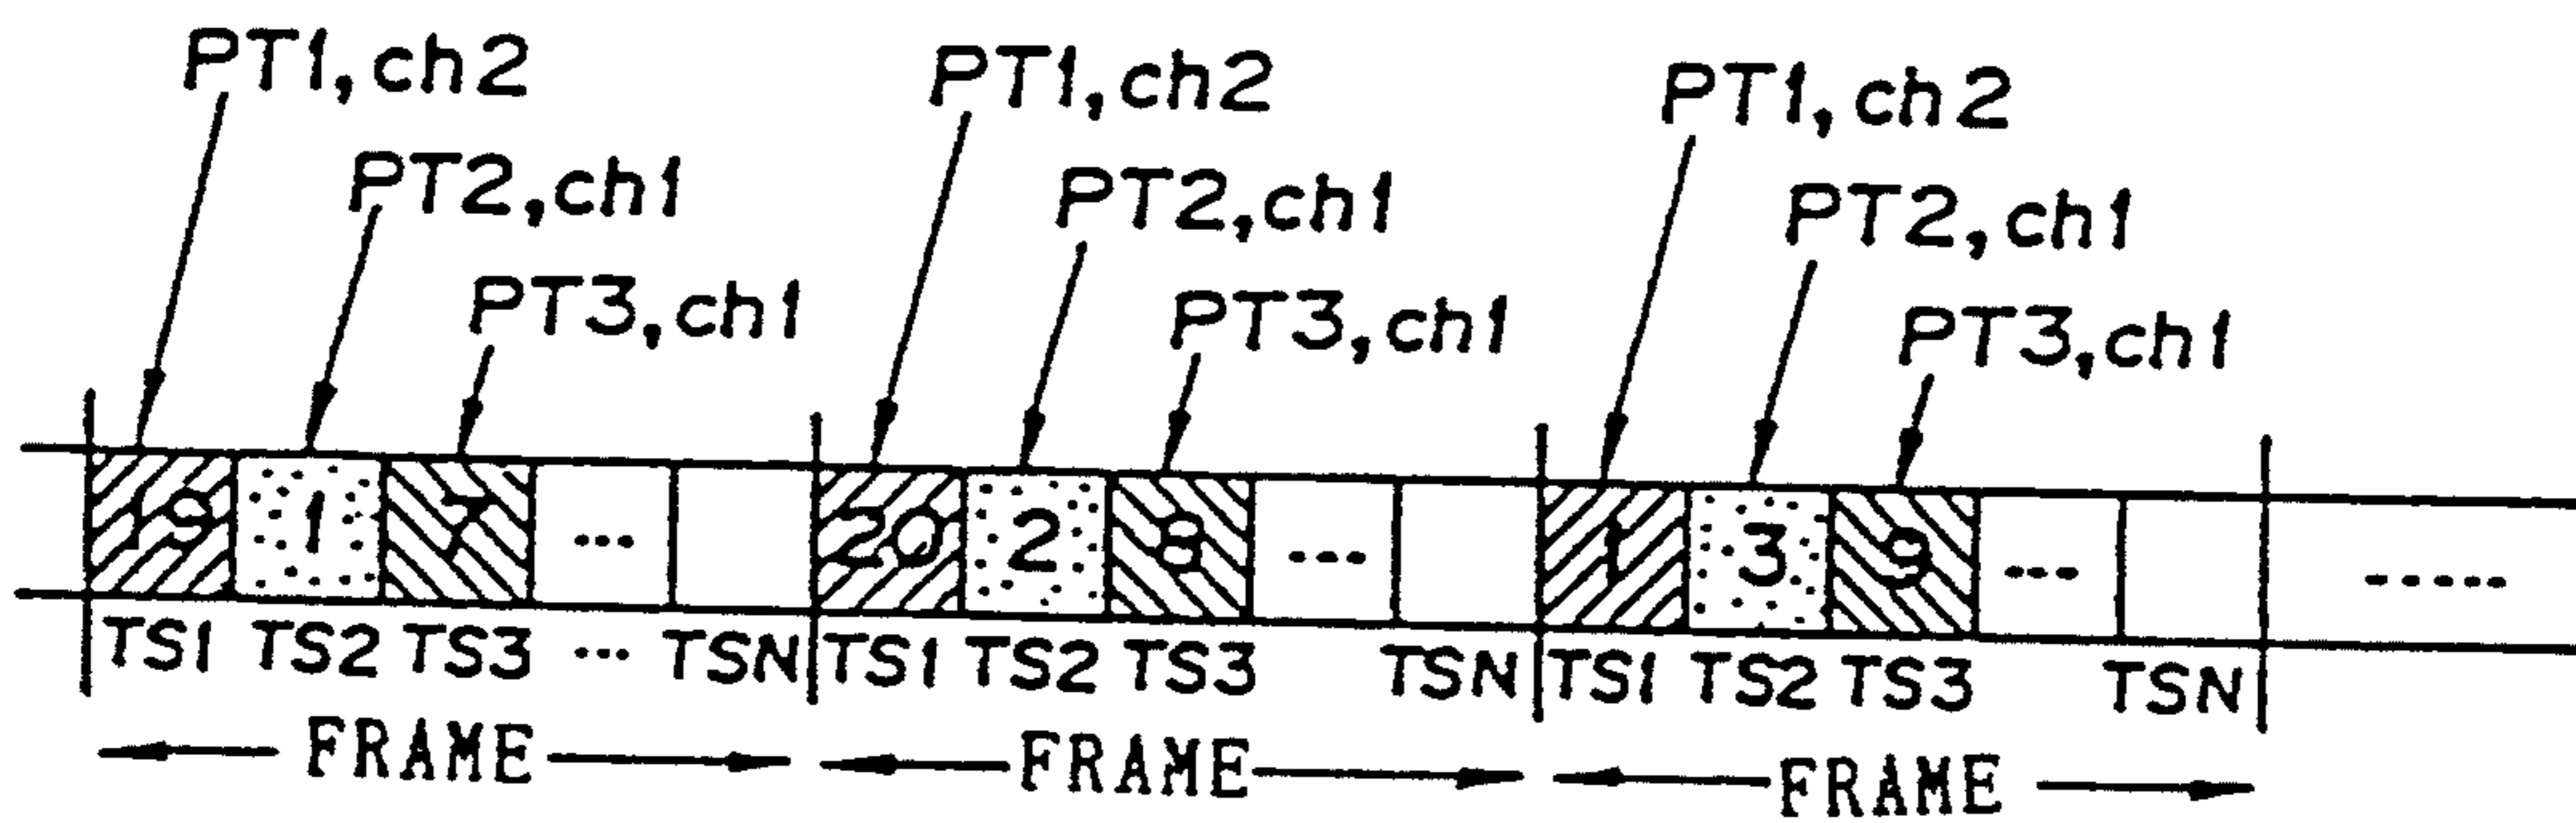 PT1,ch2 PT1,ch2 PT1,ch2
PT2,ch1 PT2,ch1 PT2,ch1
PT3,ch1 PT3,ch1 PT3,ch1
19 1 7 ... 20 2 8 ... 1 3 9 ... .....
TS1 TS2 TS3 ... TSN TS1 TS2 TS3 TSN TS1 TS2 TS3 TSN
FRAME FRAME FRAME